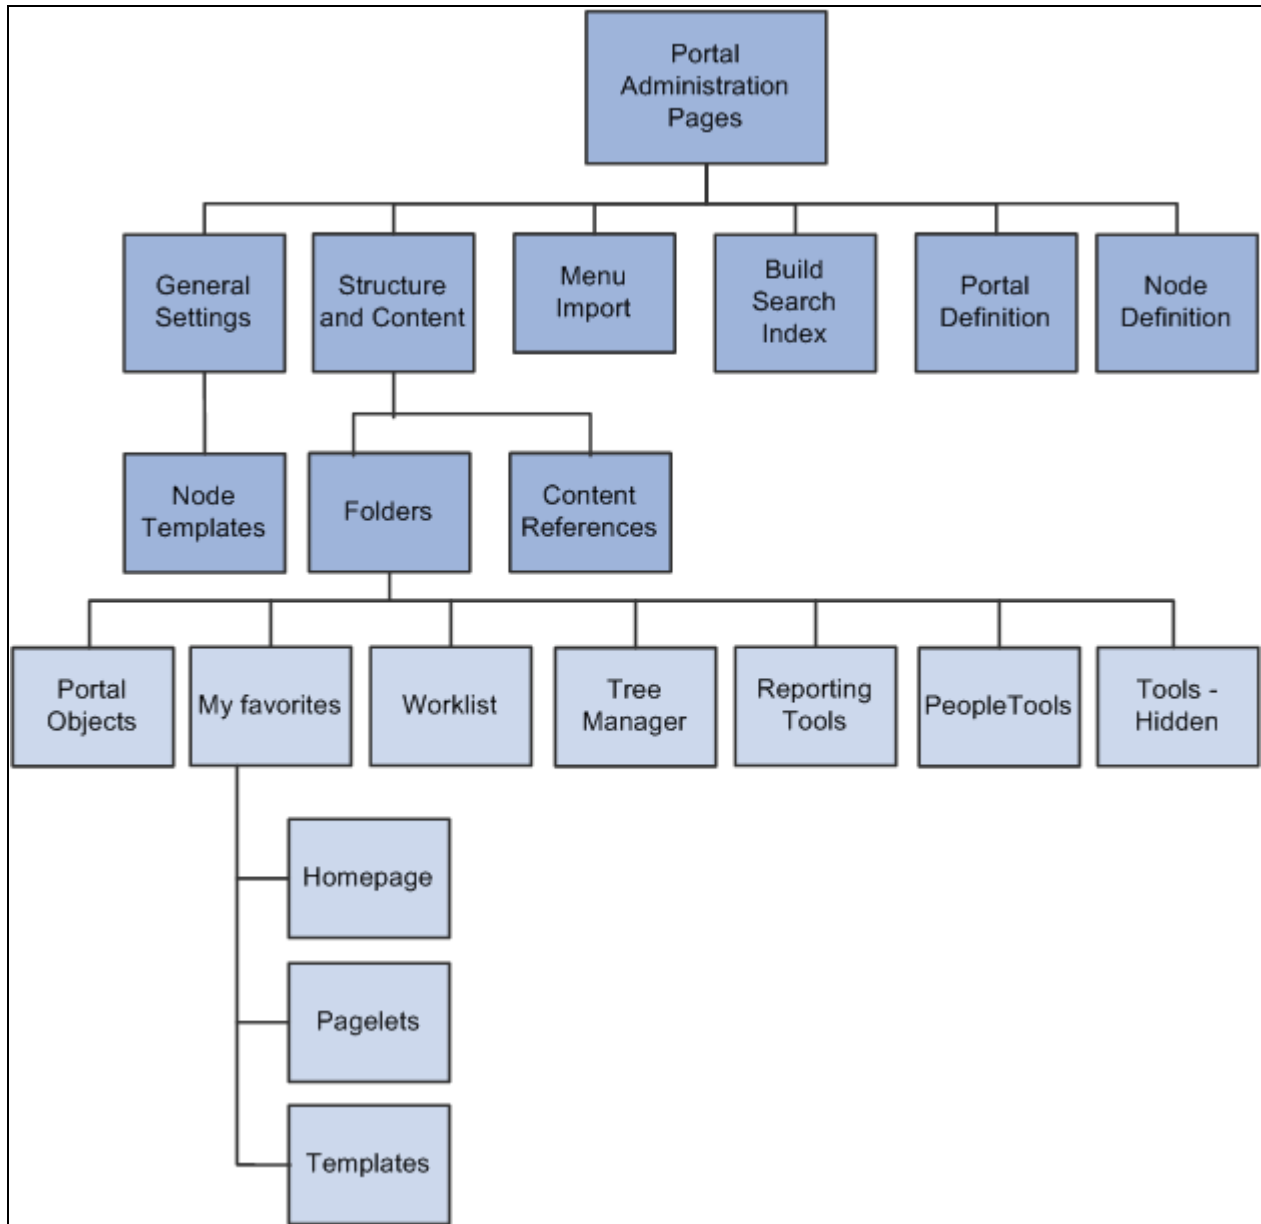 Portal
Administration
Pages
General
Settings
Structure
and Content
Menu
Import
Build
Search
Index
Portal
Definition
Node
Definition
Node
Templates
Folders
Content
References
Portal
Objects
My favorites
Worklist
Tree
Manager
Reporting
Tools
PeopleTools
Tools -
Hidden
Homepage
Pagelets
Templates